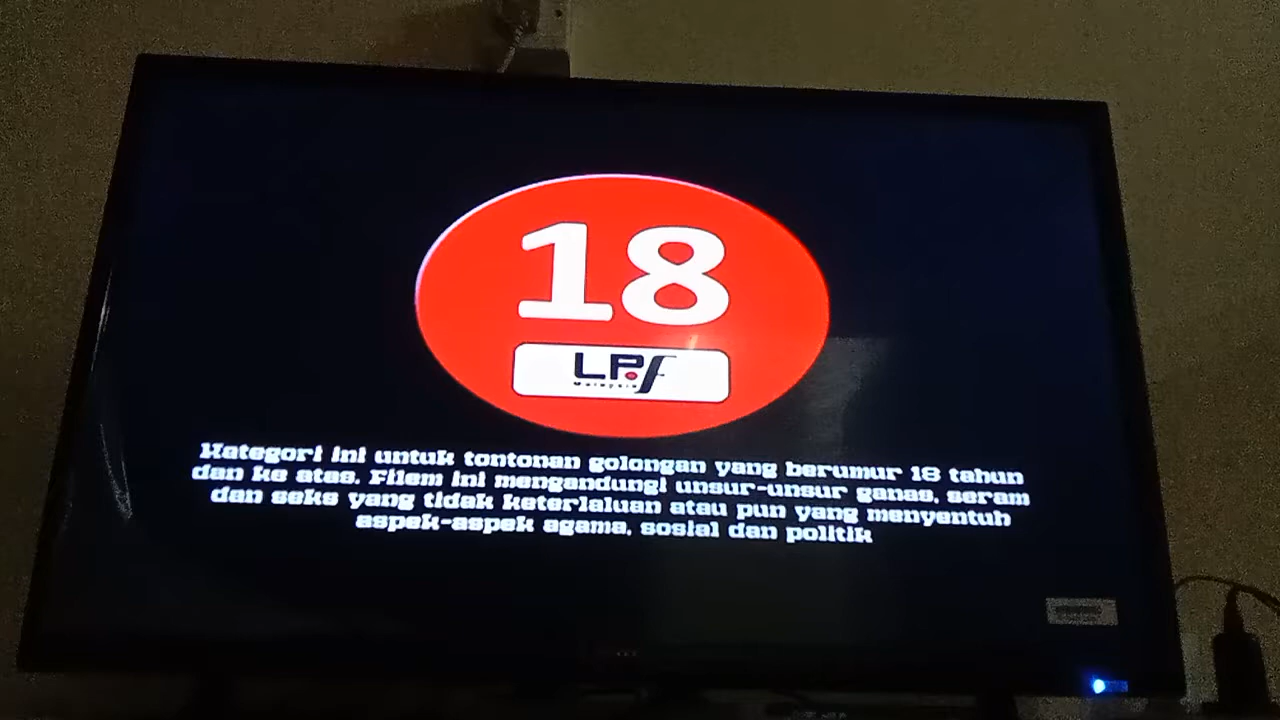 18
LPF
Malaysia
Kategori ini untuk tontonan golongan yang berumur 18 tahun
dan ke atas. Filem ini mengandungi unsur-unsur ganas, seram
dan seks yang tidak keterlaluan atau pun yang menyentuh
aspek-aspek agama, sosial dan politik